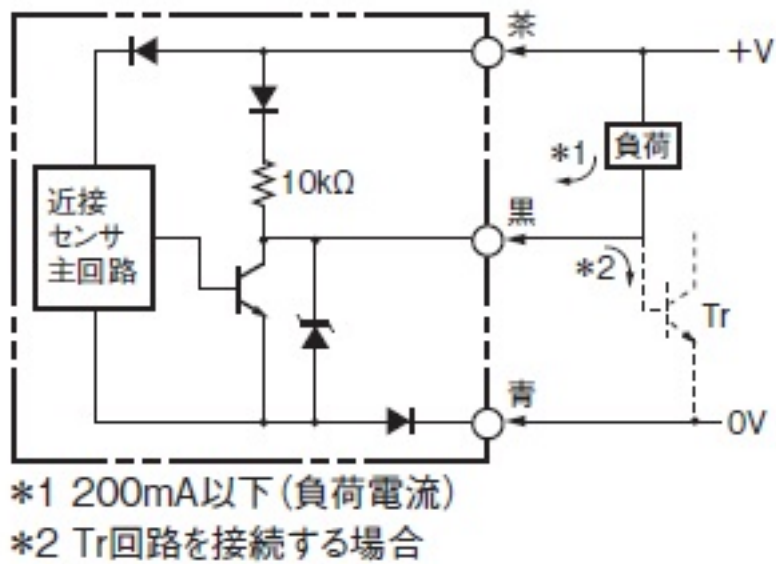 茶
+V
負荷
*1
10kΩ
近接
センサ
主回路
黒
*2
Tr
青
0V
*1 200mA以下(負荷電流)
*2 Tr回路を接続する場合